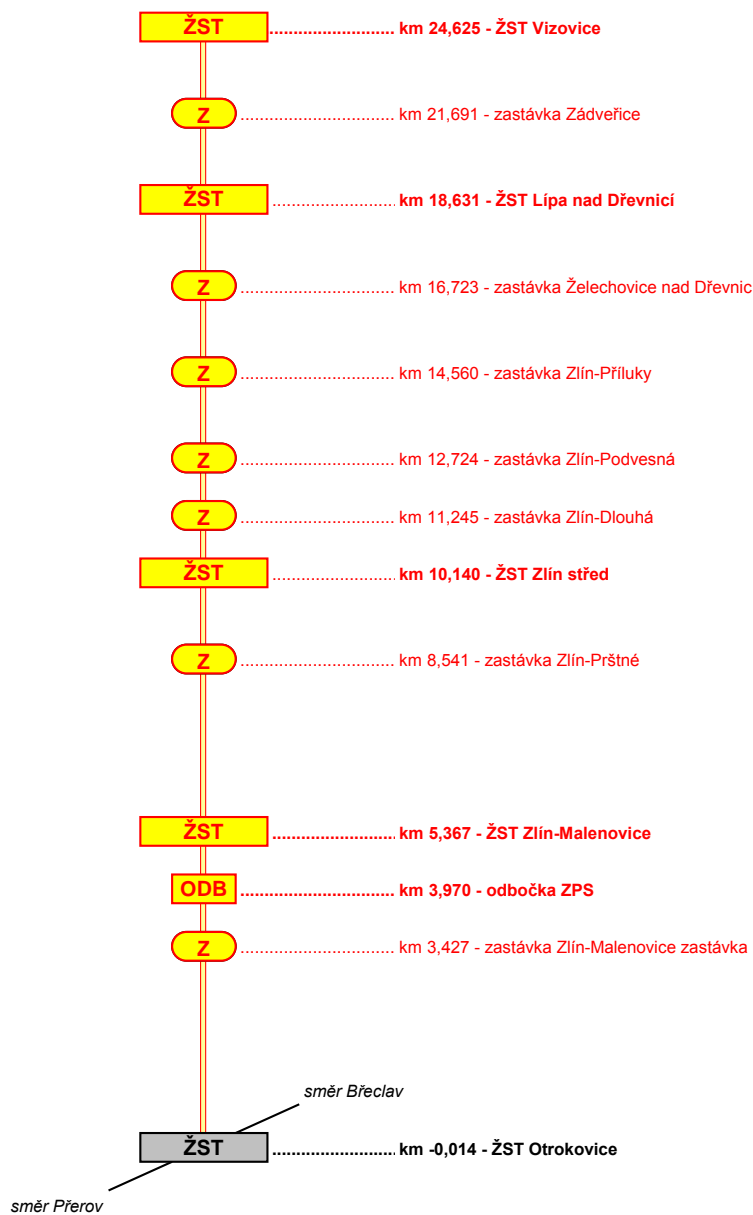 ŽST ................................ km 24,625 - ŽST Vizovice
Z ........................................ km 21,691 - zastávka Zádveřice
ŽST ................................ km 18,631 - ŽST Lípa nad Dřevnicí
Z ........................................ km 16,723 - zastávka Želechovice nad Dřevnic
Z ........................................ km 14,560 - zastávka Zlín-Příluky
Z ........................................ km 12,724 - zastávka Zlín-Podvesná
Z ........................................ km 11,245 - zastávka Zlín-Dlouhá
ŽST ................................ km 10,140 - ŽST Zlín střed
Z ........................................ km 8,541 - zastávka Zlín-Prštné
ŽST ................................ km 5,367 - ŽST Zlín-Malenovice
ODB ........................................ km 3,970 - odbočka ZPS
Z ........................................ km 3,427 - zastávka Zlín-Malenovice zastávka
směr Břeclav
ŽST ................................ km -0,014 - ŽST Otrokovice
směr Přerov